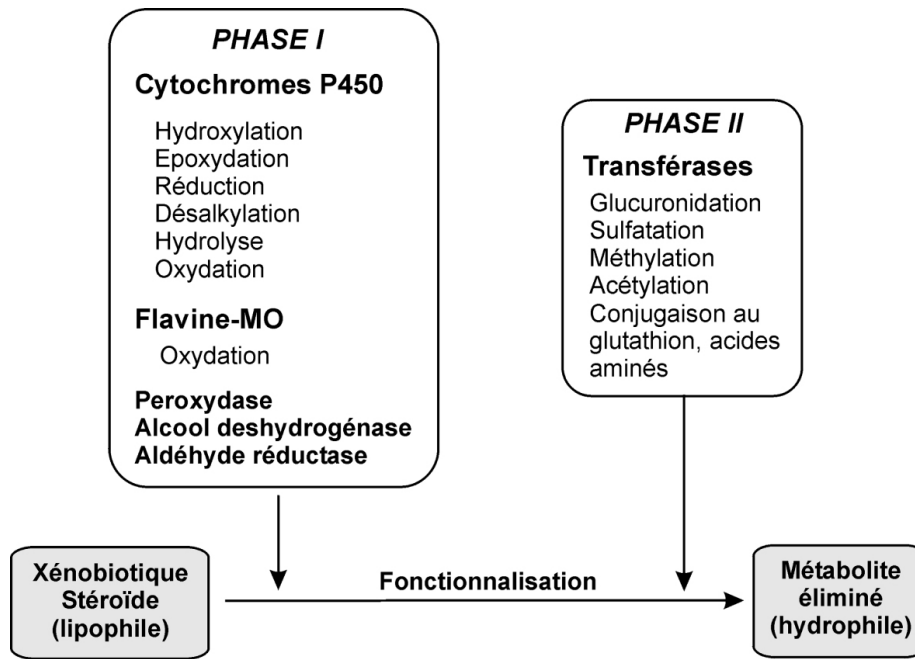 PHASE I
Cytochromes P450
Hydroxylation
Epoxydation
Réduction
Désalkylation
Hydrolyse
Oxydation
Flavine-MO
Oxydation
Peroxydase
Alcool deshydrogénase
Aldéhyde réductase
PHASE II
Transférases
Glucuronidation
Sulfatation
Méthylation
Acétylation
Conjugaison au
glutathion, acides
aminés
Xénobiotique
Stéroïde
(lipophile)
Fonctionnalisation
Métabolite
éliminé
(hydrophile)